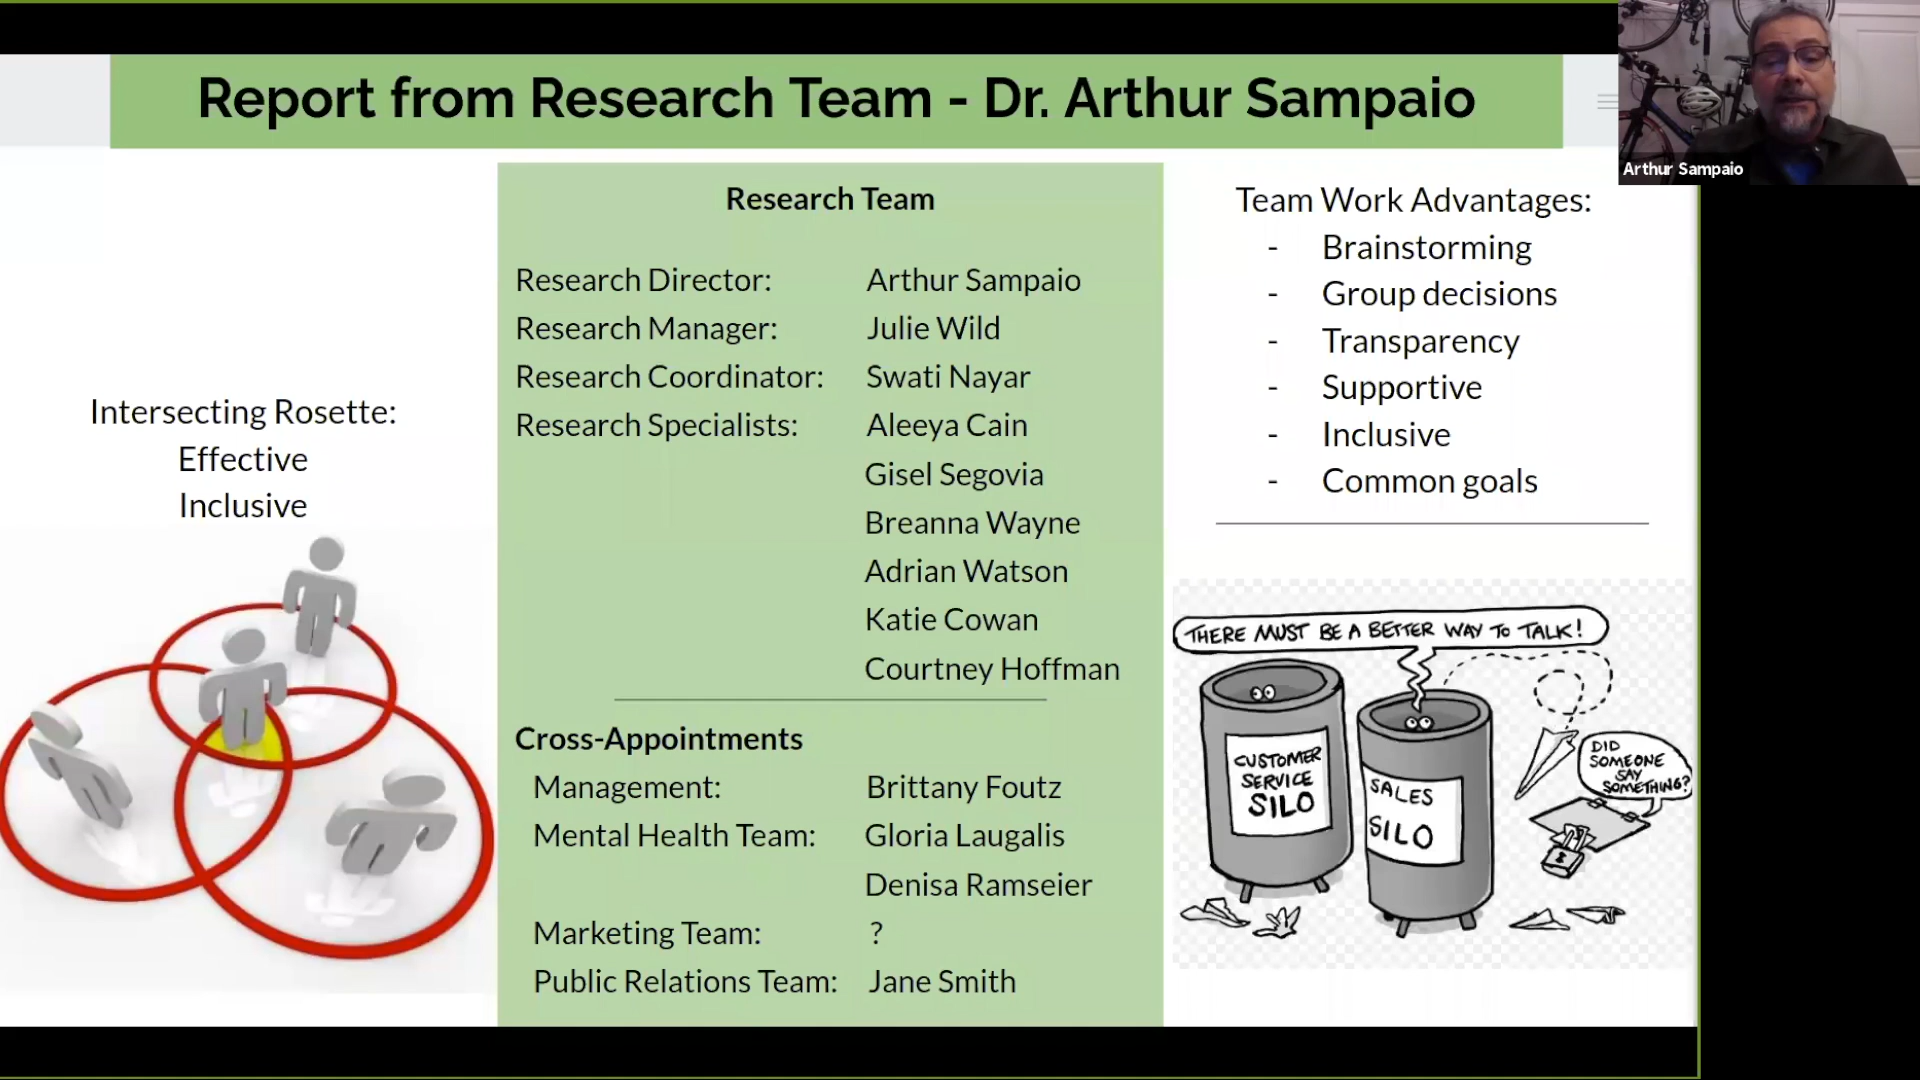 Report from Research Team - Dr. Arthur Sampaio
Arthur Sampaio
Intersecting Rosette:
Effective
Inclusive
Research Team
Research Director: Arthur Sampaio
Research Manager: Julie Wild
Research Coordinator: Swati Nayar
Research Specialists: Aleeya Cain
Gisel Segovia
Breanna Wayne
Adrian Watson
Katie Cowan
Courtney Hoffman
Cross-Appointments
Management: Brittany Foutz
Mental Health Team: Gloria Laugalis
Denisa Ramseier
Marketing Team: ?
Public Relations Team: Jane Smith
Team Work Advantages:
- Brainstorming
- Group decisions
- Transparency
- Supportive
- Inclusive
- Common goals
THERE MUST BE A BETTER WAY TO TALK!
CUSTOMER
SERVICE
SILO
SALES
SILO
DID
SOMEONE
SAY
SOMETHING?